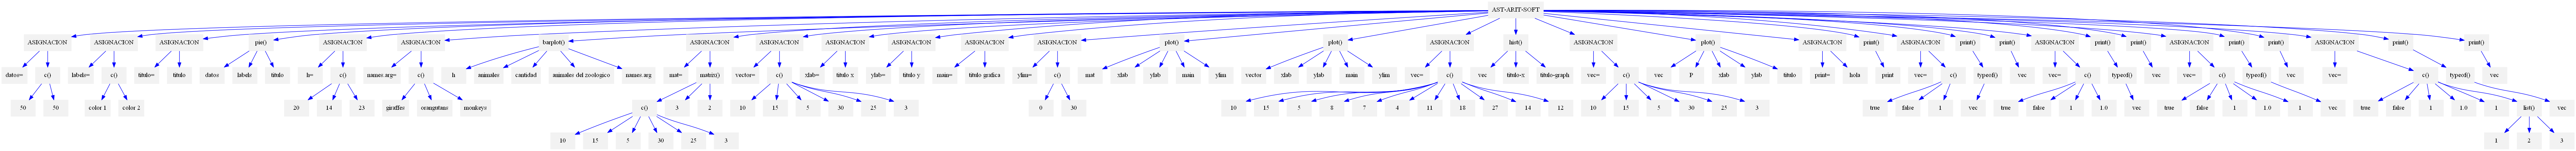 AST-ARIT-SOFT
ASIGNACION ASIGNACION ASIGNACION pie() ASIGNACION ASIGNACION barplot() ASIGNACION ASIGNACION ASIGNACION ASIGNACION ASIGNACION ASIGNACION plot() plot() ASIGNACION hist() ASIGNACION plot() ASIGNACION print() ASIGNACION print() print() ASIGNACION print() print() ASIGNACION print() print() ASIGNACION print() print()
datos= c() labels= c() titulo= titulo datos labels titulo h= c() names.arg= c() h animales cantidad animales del zoologico names.arg mat= matrix() vector= c() xlab= titulo x ylab= titulo y main= titulo grafica ylim= c() mat xlab ylab main ylim vector xlab ylab main ylim vec= c() vec titulo-x titulo-graph vec= c() vec P xlab ylab titulo print= hola print vec= c() typeof() vec vec= c() typeof() vec vec= c() typeof() vec vec= c() typeof() vec
50 50 color 1 color 2 20 14 23 giraffes orangutans monkeys c() 3 2 10 15 5 30 25 3 0 30 10 15 5 8 7 4 11 18 27 14 12 10 15 5 30 25 3 true false 1 vec true false 1 1.0 vec true false 1 1.0 1 vec true false 1 1.0 1 list() vec
10 15 5 30 25 3 1 2 3